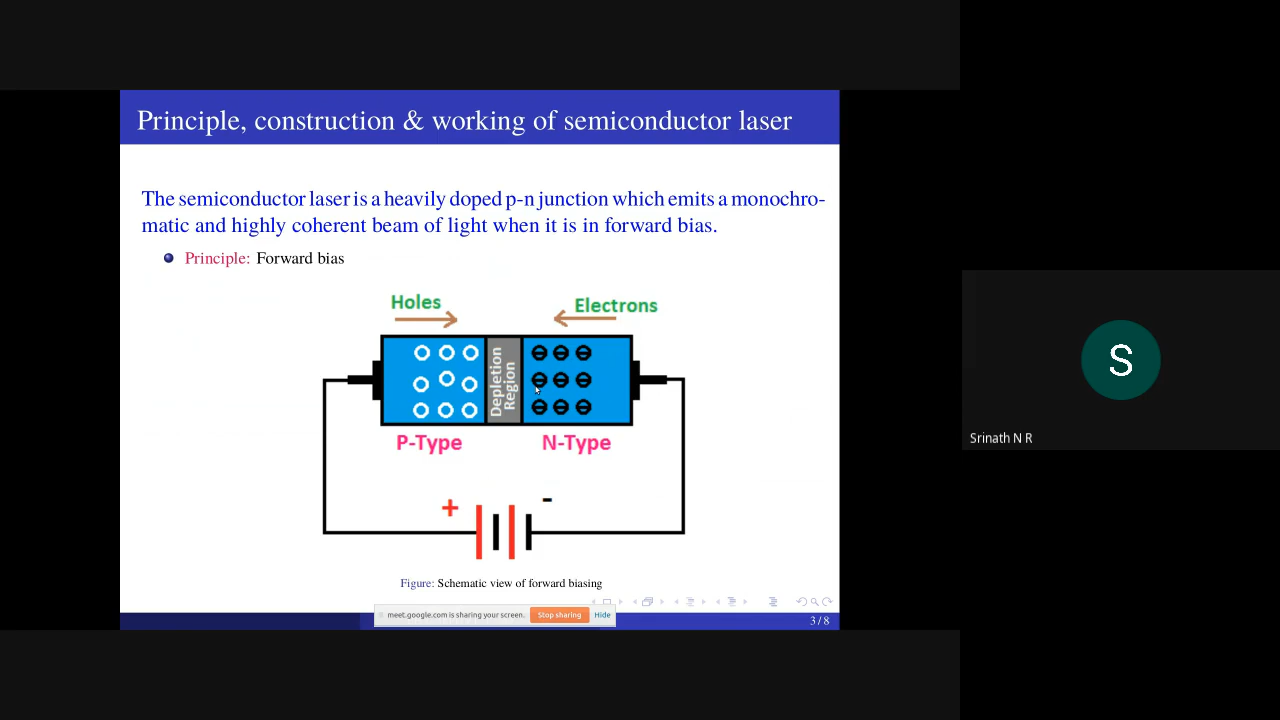 Principle, construction & working of semiconductor laser
The semiconductor laser is a heavily doped p-n junction which emits a monochro-
matic and highly coherent beam of light when it is in forward bias.
Principle: Forward bias
Holes
Electrons
Depletion
Region
P-Type
N-Type
+
-
Figure: Schematic view of forward biasing
meet.google.com is sharing your screen.
Stop sharing
Hide
3 / 8
S
Srinath N R